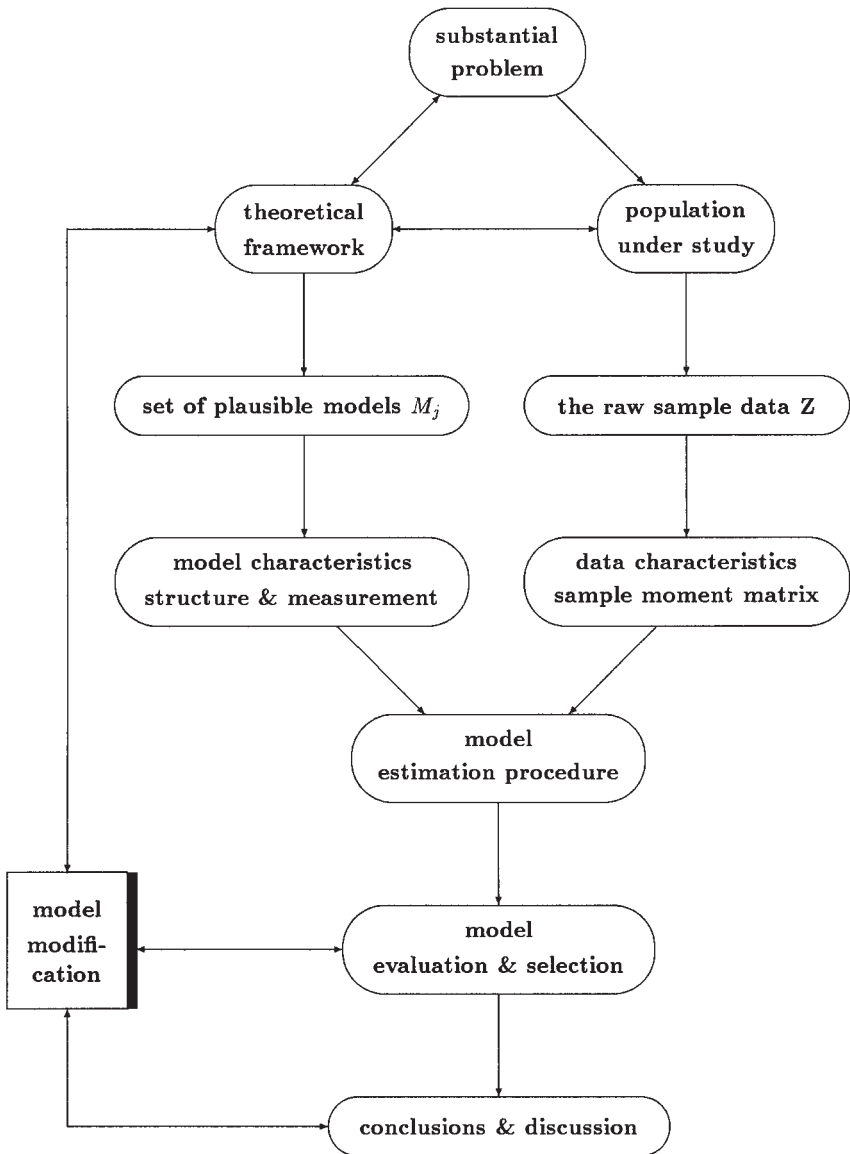 substantial
problem
theoretical
framework
population
under study
set of plausible models M_j
the raw sample data Z
model characteristics
structure & measurement
data characteristics
sample moment matrix
model
estimation procedure
model
modifi-
cation
model
evaluation & selection
conclusions & discussion